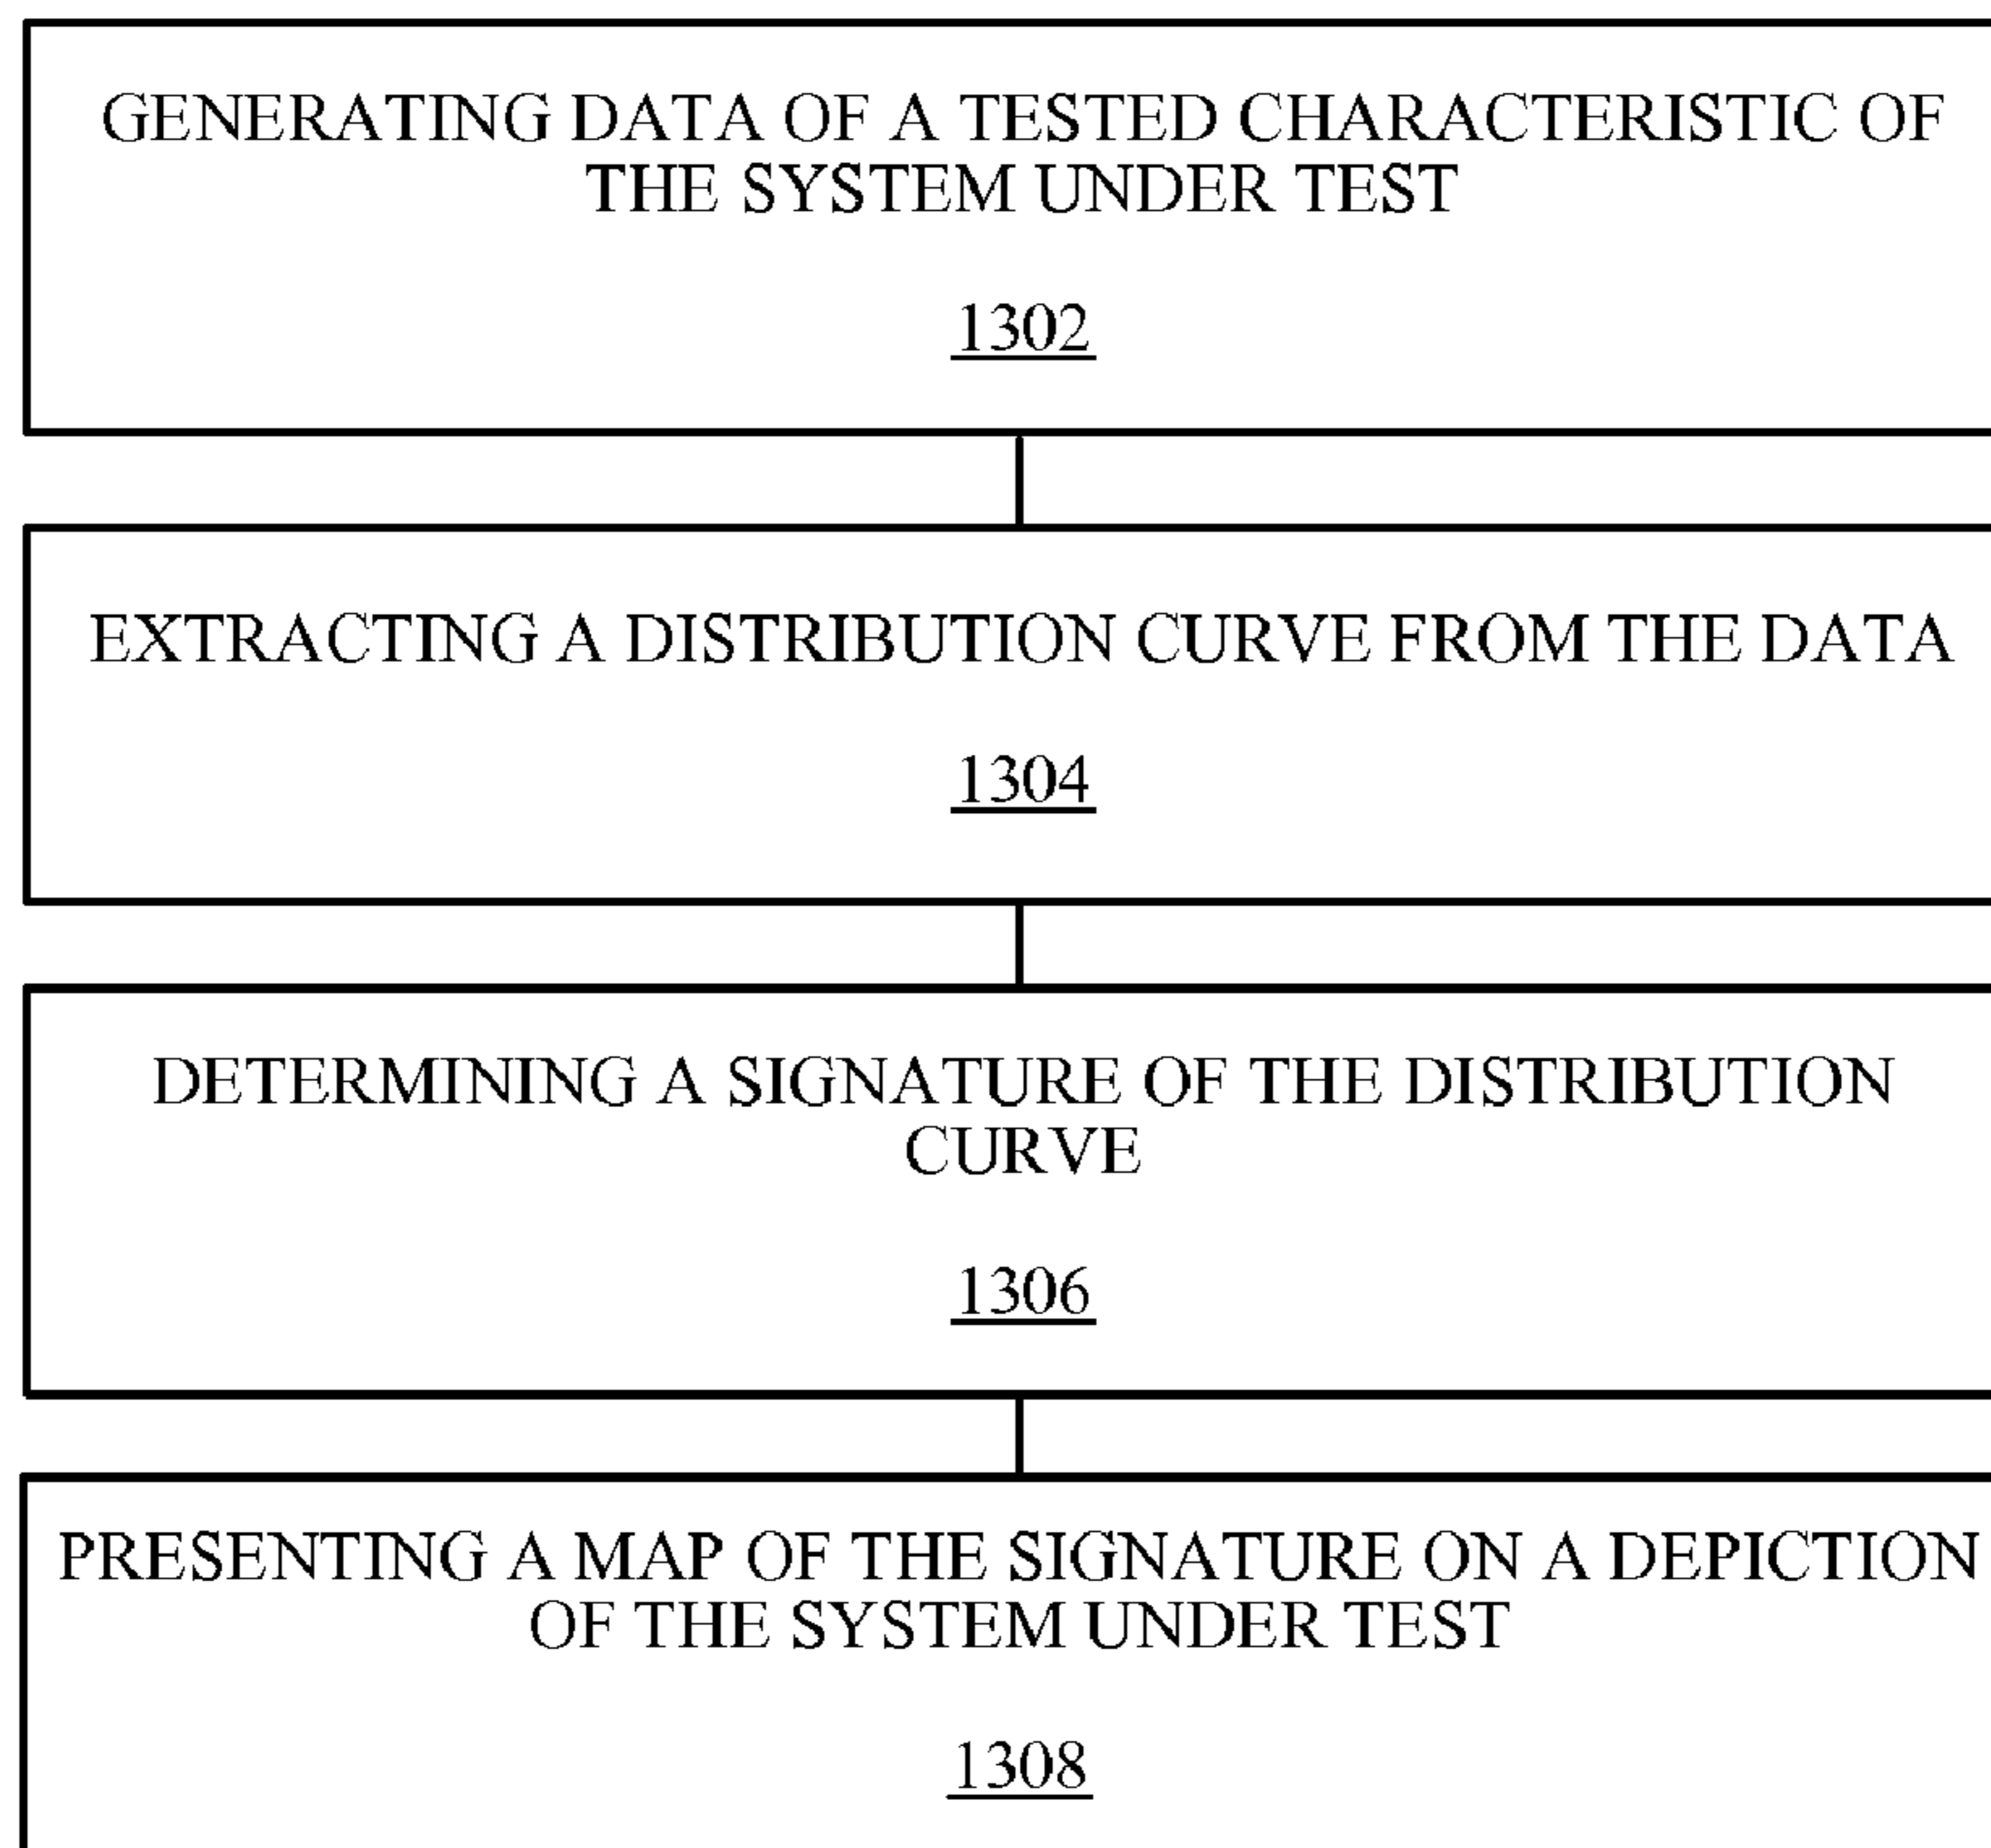 GENERATING DATA OF A TESTED CHARACTERISTIC OF
THE SYSTEM UNDER TEST
1302
EXTRACTING A DISTRIBUTION CURVE FROM THE DATA
1304
DETERMINING A SIGNATURE OF THE DISTRIBUTION
CURVE
1306
PRESENTING A MAP OF THE SIGNATURE ON A DEPICTION
OF THE SYSTEM UNDER TEST
1308